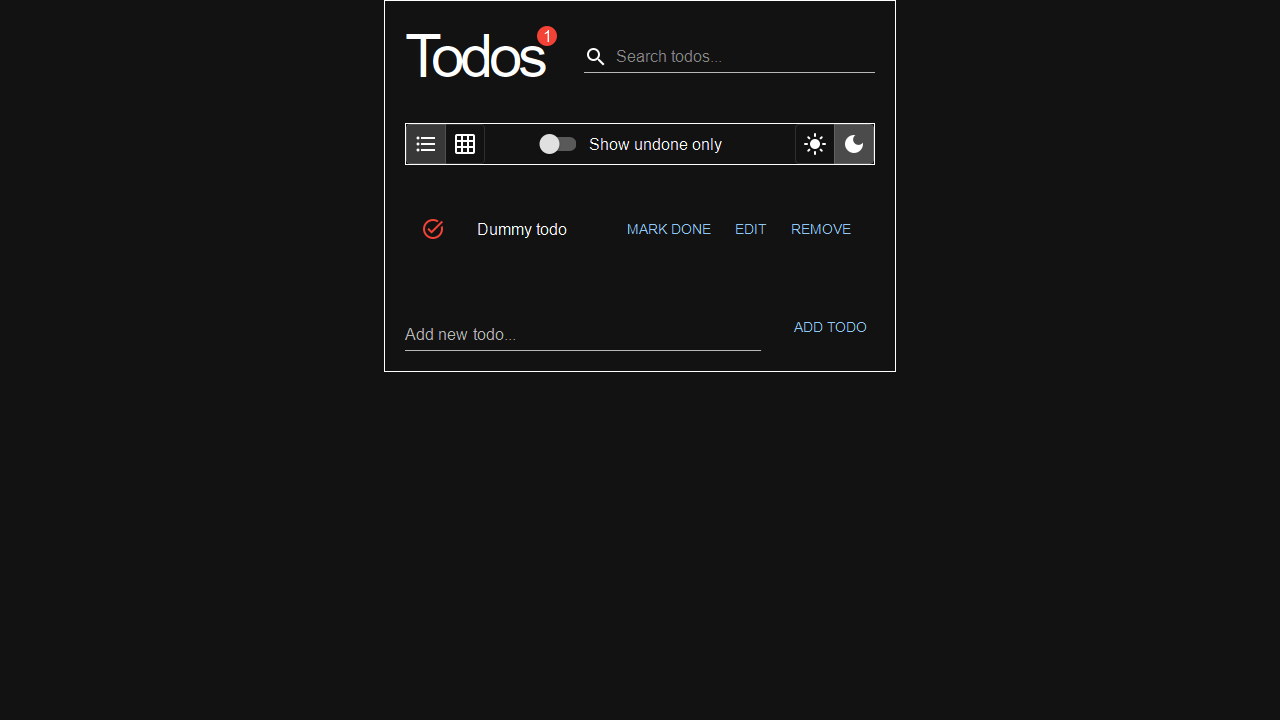 Todos 1
Search todos...
Show undone only
Dummy todo MARK DONE EDIT REMOVE
Add new todo... ADD TODO